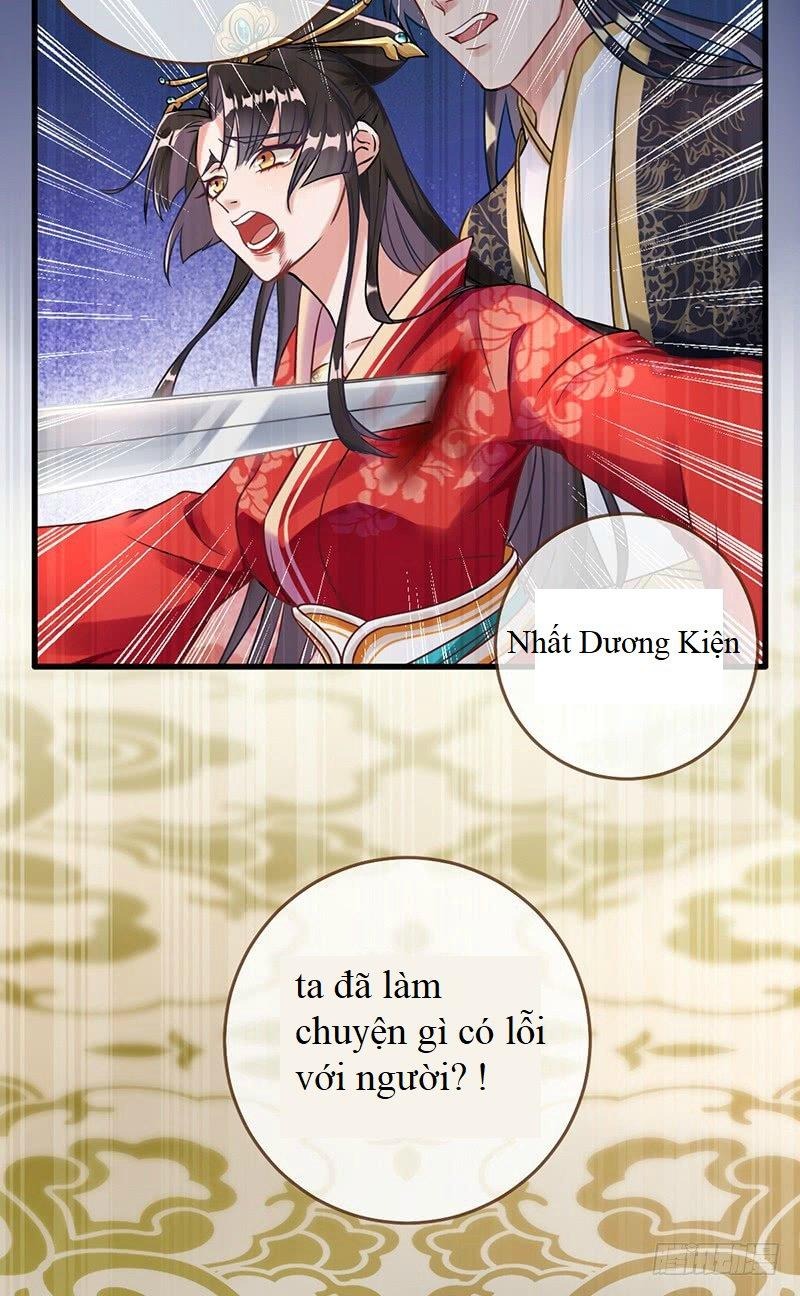 Nhất Dương Kiện
ta đã làm
chuyện gì có lỗi
với người? !